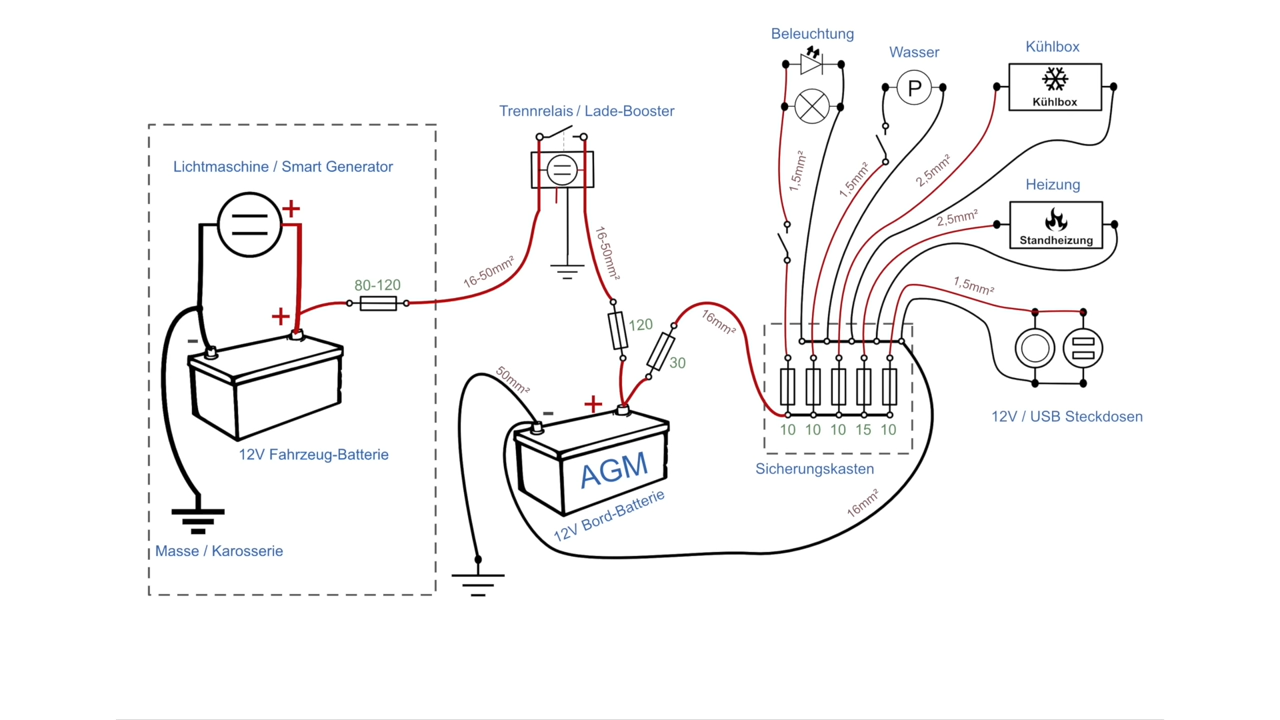 Beleuchtung
Wasser
P
Kühlbox
Kühlbox
Trennrelais / Lade-Booster
Lichtmaschine / Smart Generator
+
1,5mm²
1,5mm²
2,5mm²
Heizung
Standheizung
2,5mm²
16-50mm²
16-50mm²
80-120
1,5mm²
+
-
120
30
16mm²
50mm²
+
-
AGM
12V Bord-Batterie
12V Fahrzeug-Batterie
12V / USB Steckdosen
10 10 10 15 10
Sicherungskasten
16mm²
Masse / Karosserie